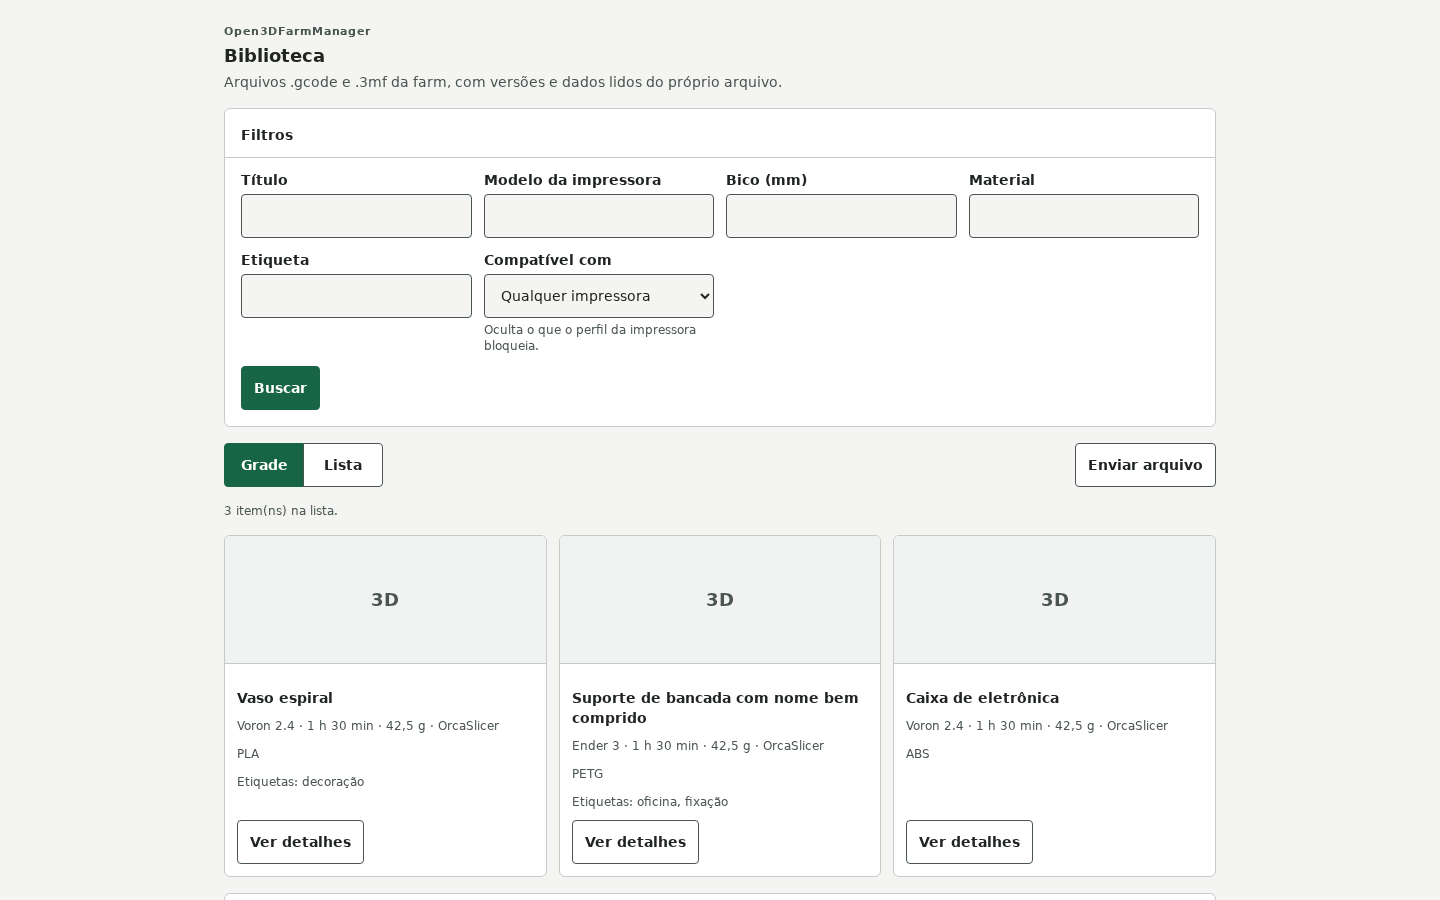 Open3DFarmManager
Biblioteca
Arquivos .gcode e .3mf da farm, com versões e dados lidos do próprio arquivo.
Filtros
Título
Modelo da impressora
Bico (mm)
Material
Etiqueta
Compatível com
Qualquer impressora
Oculta o que o perfil da impressora
bloqueia.
Buscar
Grade
Lista
Enviar arquivo
3 item(ns) na lista.
3D
Vaso espiral
Voron 2.4 · 1 h 30 min · 42,5 g · OrcaSlicer
PLA
Etiquetas: decoração
Ver detalhes
3D
Suporte de bancada com nome bem
comprido
Ender 3 · 1 h 30 min · 42,5 g · OrcaSlicer
PETG
Etiquetas: oficina, fixação
Ver detalhes
3D
Caixa de eletrônica
Voron 2.4 · 1 h 30 min · 42,5 g · OrcaSlicer
ABS
Ver detalhes